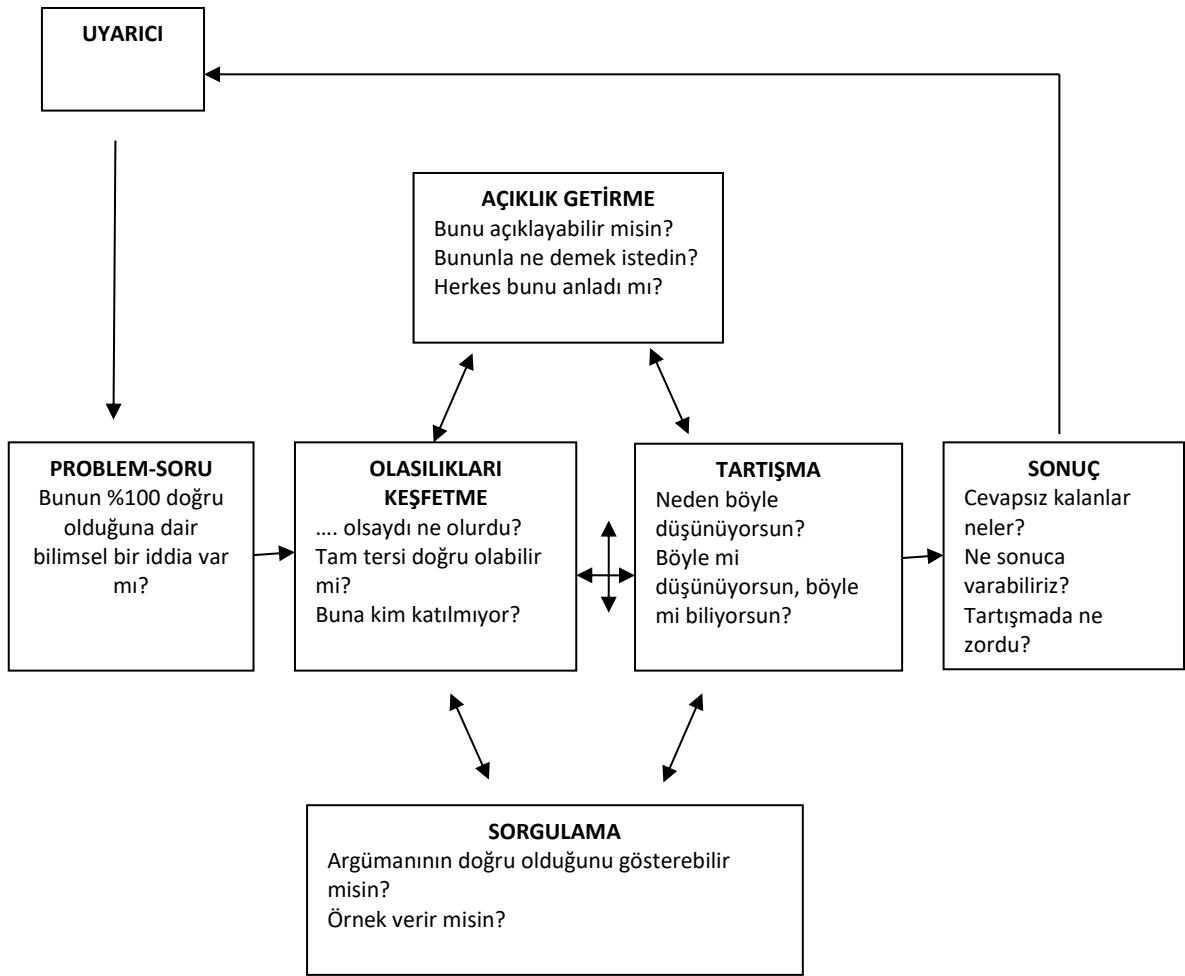 UYARICI
AÇIKLIK GETİRME
Bunu açıklayabilir misin?
Bununla ne demek istedin?
Herkes bunu anladı mı?
PROBLEM-SORU
Bunun %100 doğru
olduğuna dair
bilimsel bir iddia var
mı?
OLASILIKLARI
KEŞFETME
.... olsaydı ne olurdu?
Tam tersi doğru olabilir
mi?
Buna kim katılmıyor?
TARTIŞMA
Neden böyle
düşünüyorsun?
Böyle mi
düşünüyorsun, böyle
mi biliyorsun?
SONUÇ
Cevapsız kalanlar
neler?
Ne sonuca
varabiliriz?
Tartışmada ne
zordu?
SORGULAMA
Argümanının doğru olduğunu gösterebilir
misin?
Örnek verir misin?